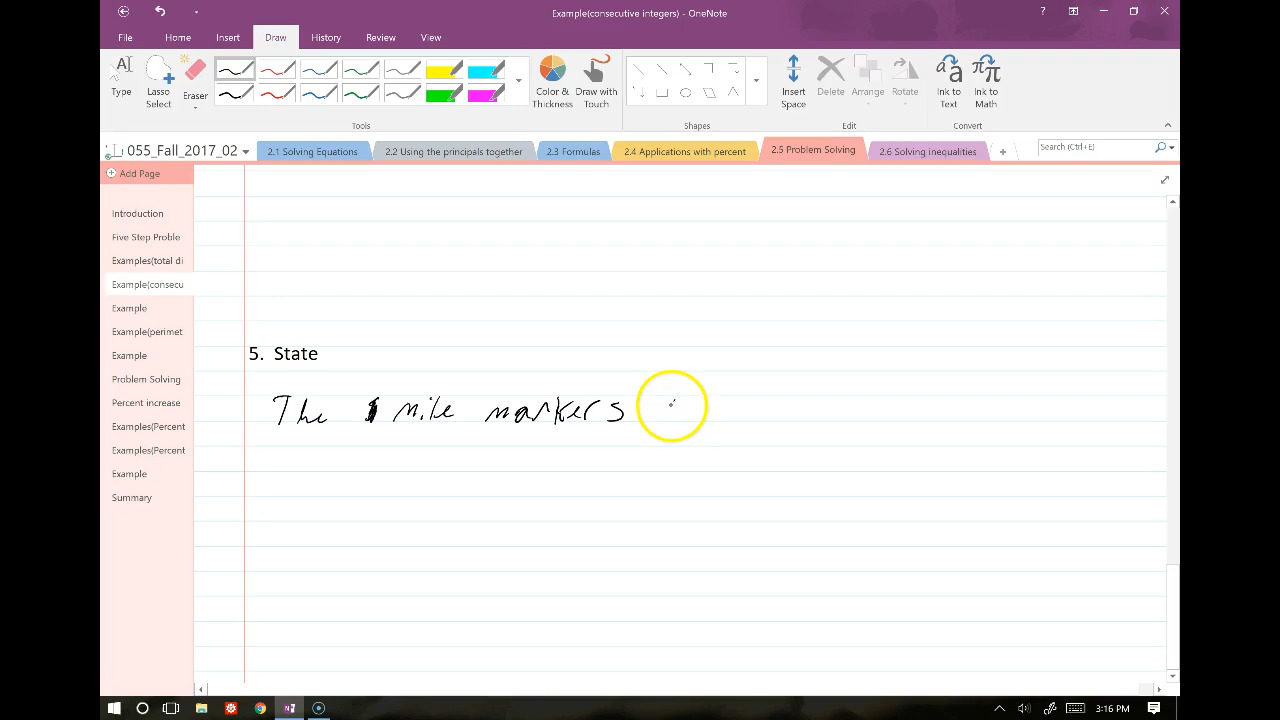 Example(consecutive integers) - OneNote
?
File Home Insert Draw History Review View
Type
Lasso Select
Eraser
Color & Thickness
Draw with Touch
Insert Space
Delete
Arrange
Rotate
Ink to Text
Ink to Math
Tools
Shapes
Edit
Convert
055_Fall_2017_02
2.1 Solving Equations
2.2 Using the principals together
2.3 Formulas
2.4 Applications with percent
2.5 Problem Solving
2.6 Solving inequalities
Search (Ctrl+E)
Add Page
Introduction
Five Step Proble
Examples(total di
Example(consecu
Example
Example(perimet
Example
Problem Solving
Percent increase
Examples(Percent
Examples(Percent
Example
Summary
5. State
The mile markers
3:16 PM